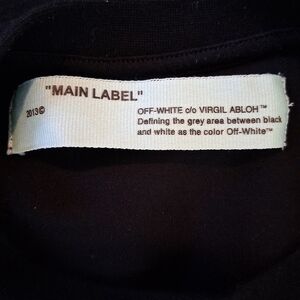 "MAIN LABEL"
2013©
OFF-WHITE c/o VIRGIL ABLOH™
Defining the grey area between black
and white as the color Off-White™